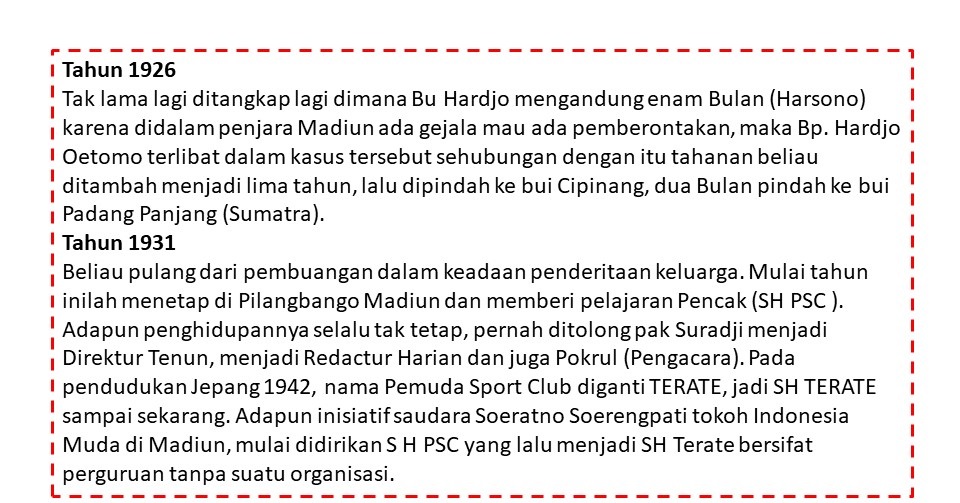 Tahun 1926
Tak lama lagi ditangkap lagi dimana Bu Hardjo mengandung enam Bulan (Harsono)
karena didalam penjara Madiun ada gejala mau ada pemberontakan, maka Bp. Hardjo
Oetomo terlibat dalam kasus tersebut sehubungan dengan itu tahanan beliau
ditambah menjadi lima tahun, lalu dipindah ke bui Cipinang, dua Bulan pindah ke bui
Padang Panjang (Sumatra).
Tahun 1931
Beliau pulang dari pembuangan dalam keadaan penderitaan keluarga. Mulai tahun
inilah menetap di Pilangbango Madiun dan memberi pelajaran Pencak (SH PSC ).
Adapun penghidupannya selalu tak tetap, pernah ditolong pak Suradji menjadi
Direktur Tenun, menjadi Redactur Harian dan juga Pokrul (Pengacara). Pada
pendudukan Jepang 1942, nama Pemuda Sport Club diganti TERATE, jadi SH TERATE
sampai sekarang. Adapun inisiatif saudara Soeratno Soerengpati tokoh Indonesia
Muda di Madiun, mulai didirikan S H PSC yang lalu menjadi SH Terate bersifat
perguruan tanpa suatu organisasi.